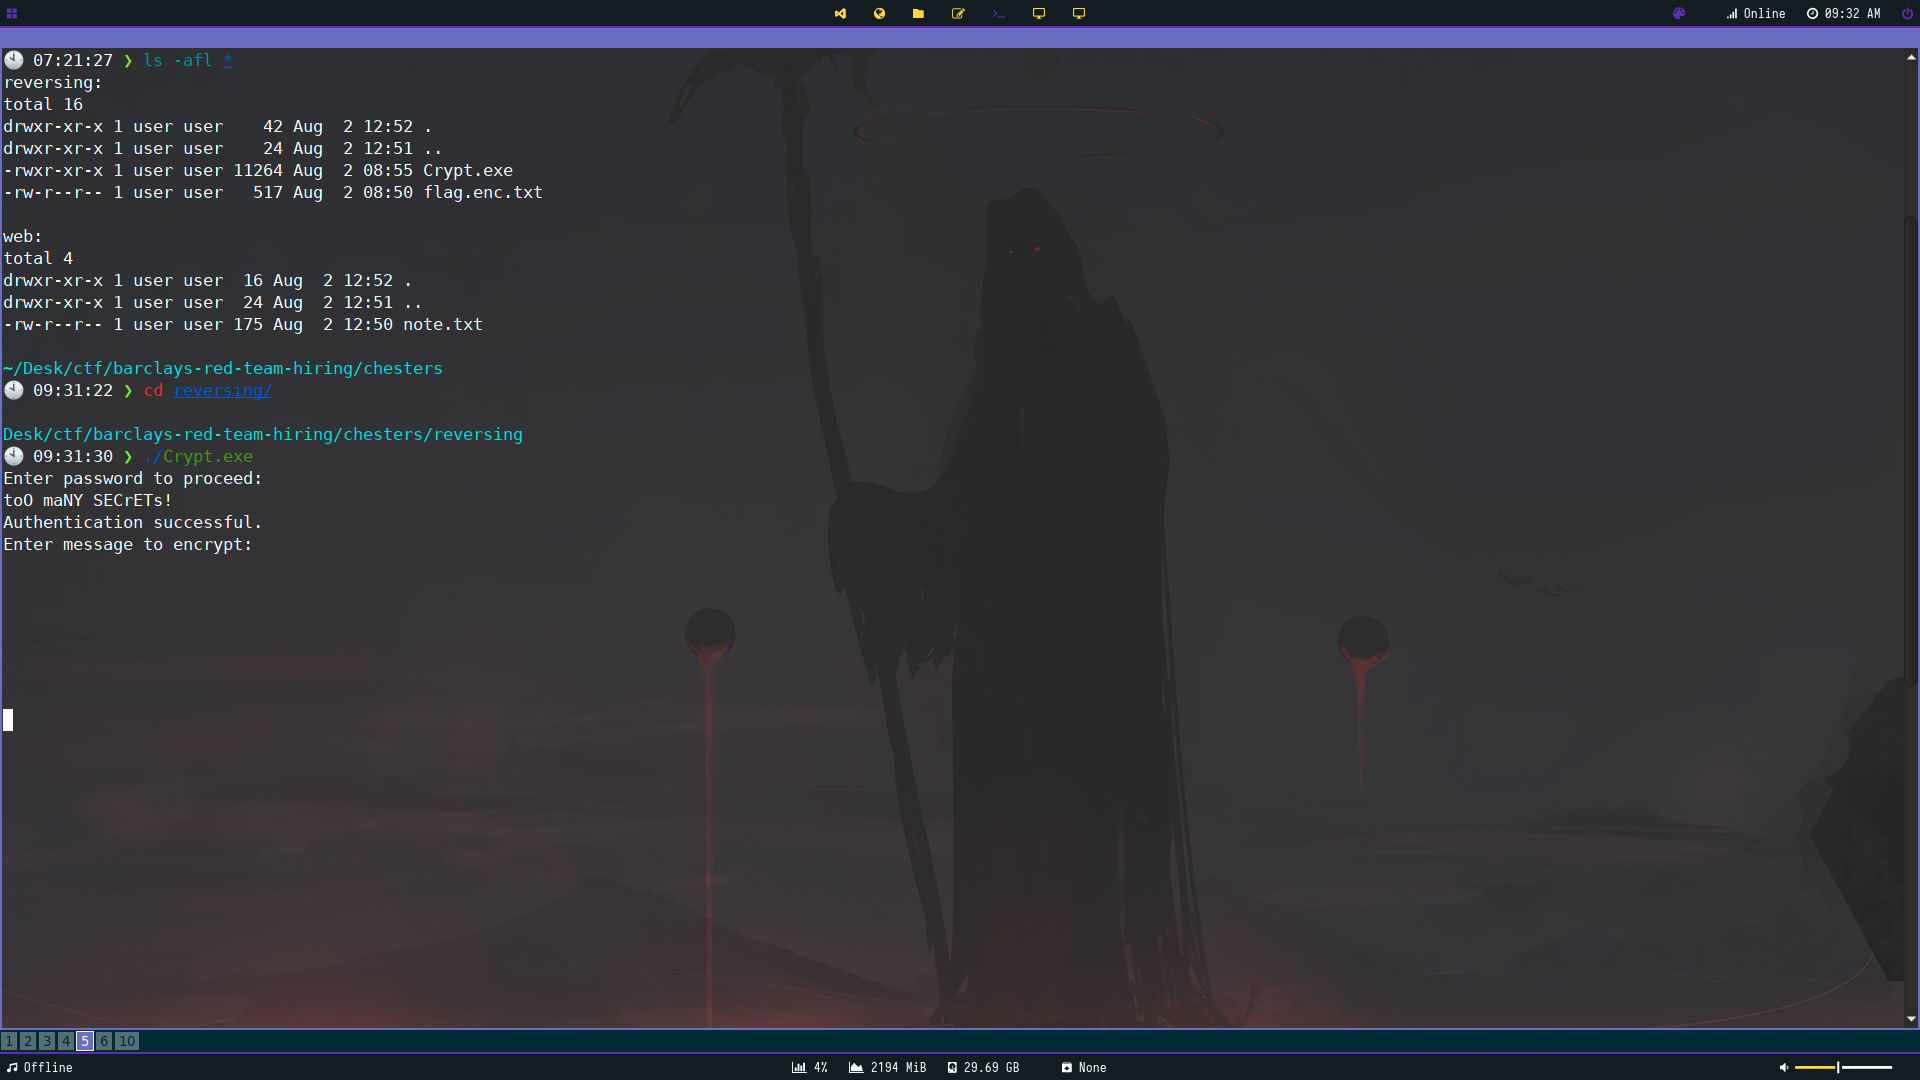 Online 09:32 AM
07:21:27 ❯ ls -afl *
reversing:
total 16
drwxr-xr-x 1 user user    42 Aug  2 12:52 .
drwxr-xr-x 1 user user    24 Aug  2 12:51 ..
-rwxr-xr-x 1 user user 11264 Aug  2 08:55 Crypt.exe
-rw-r--r-- 1 user user   517 Aug  2 08:50 flag.enc.txt
web:
total 4
drwxr-xr-x 1 user user  16 Aug  2 12:52 .
drwxr-xr-x 1 user user  24 Aug  2 12:51 ..
-rw-r--r-- 1 user user 175 Aug  2 12:50 note.txt
~/Desk/ctf/barclays-red-team-hiring/chesters
09:31:22 ❯ cd reversing/
Desk/ctf/barclays-red-team-hiring/chesters/reversing
09:31:30 ❯ ./Crypt.exe
Enter password to proceed:
toO maNY SECrETs!
Authentication successful.
Enter message to encrypt:
1 2 3 4 5 6 10
Offline 4% 2194 MiB 29.69 GB None